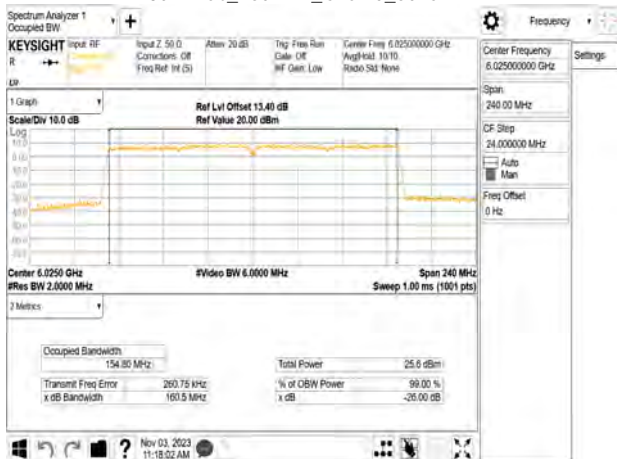 Spectrum Analyzer 1
Occupied BW
+
Frequency
KEYSIGHT
Input: RF
Input Z: 50 Ω
Corrections: Off
Freq Ref: Int (S)
Atten: 20 dB
Trig: Free Run
Gate: Off
#IF Gain: Low
Center Freq: 6.025000000 GHz
Avg|Hold: 10/10
Radio Std: None
Center Frequency
6.025000000 GHz
Settings
Span
240.00 MHz
CF Step
24.000000 MHz
Auto
Man
Freq Offset
0 Hz
1 Graph
Scale/Div 10.0 dB
Ref Lvl Offset 13.40 dB
Ref Value 20.00 dBm
Log
10.0
0.00
Center 6.0250 GHz
#Res BW 2.0000 MHz
#Video BW 6.0000 MHz
Span 240 MHz
Sweep 1.00 ms (1001 pts)
2 Metrics
Occupied Bandwidth
154.80 MHz
Total Power
25.6 dBm
Transmit Freq Error
260.75 kHz
% of OBW Power
99.00 %
x dB Bandwidth
160.5 MHz
x dB
-26.00 dB
?
Nov 03, 2023
11:18:02 AM